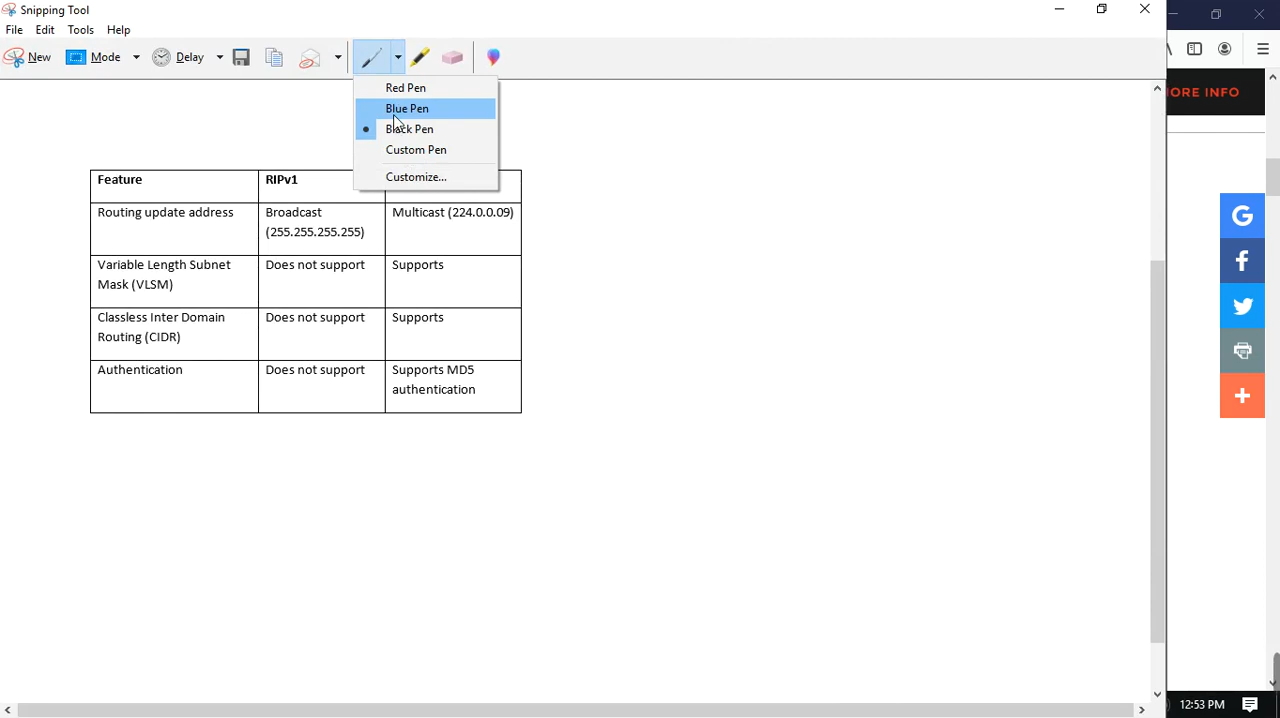 Snipping Tool
File Edit Tools Help
New Mode Delay
Red Pen
Blue Pen
Black Pen
Custom Pen
Customize...
MORE INFO
Feature RIPv1
Routing update address Broadcast (255.255.255.255) Multicast (224.0.0.09)
Variable Length Subnet Mask (VLSM) Does not support Supports
Classless Inter Domain Routing (CIDR) Does not support Supports
Authentication Does not support Supports MD5 authentication
12:53 PM